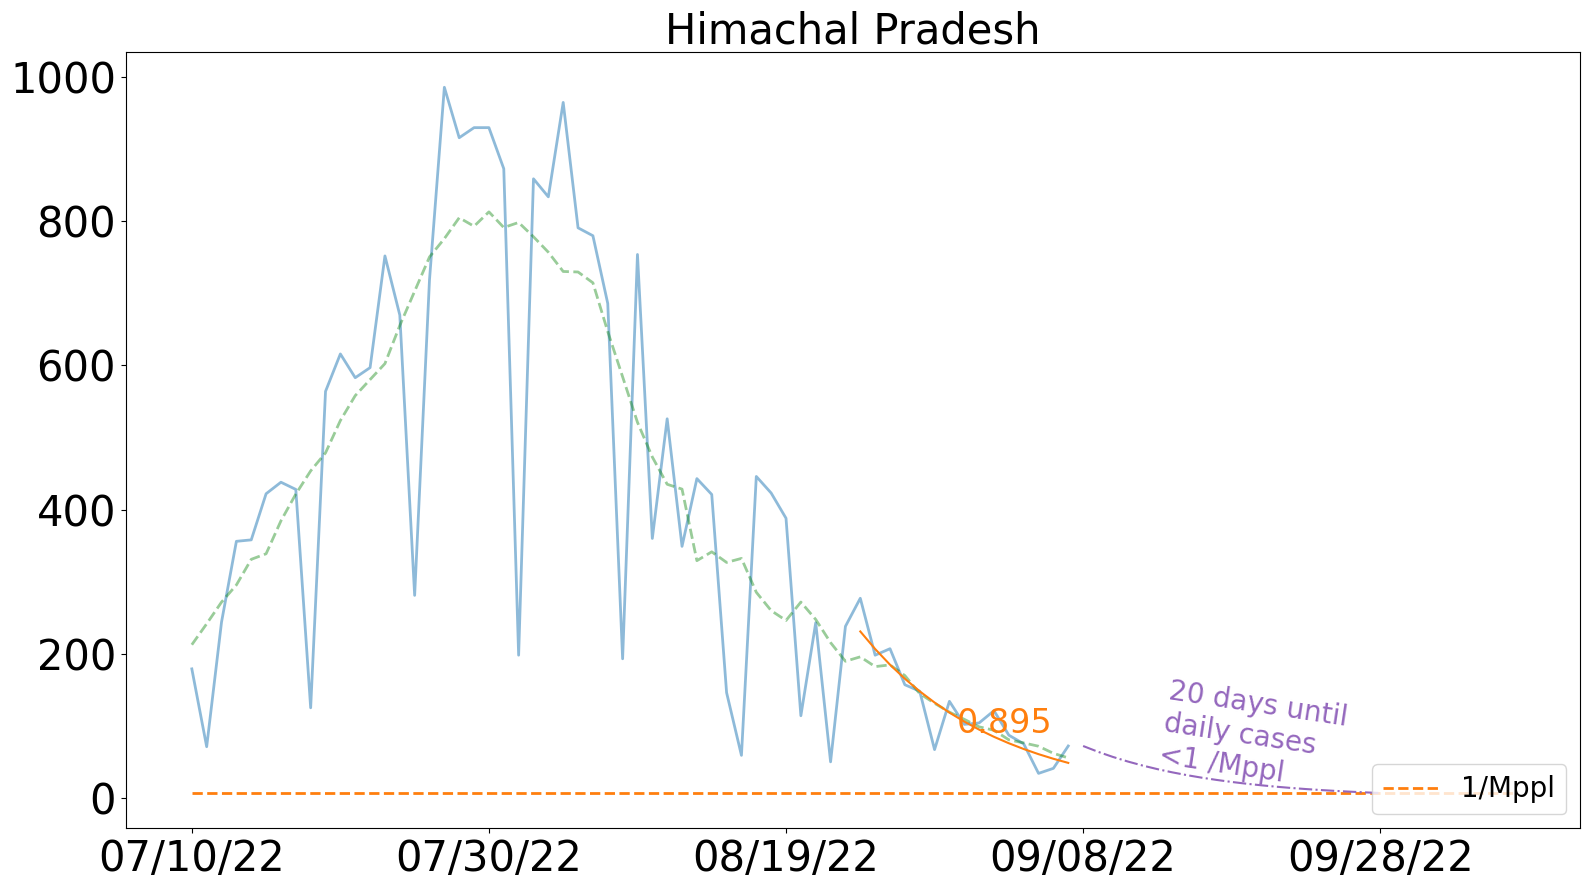 Himachal Pradesh
1000
800
600
400
200
0
0.895
20 days until
daily cases
<1 /Mppl
1/Mppl
07/10/22
07/30/22
08/19/22
09/08/22
09/28/22